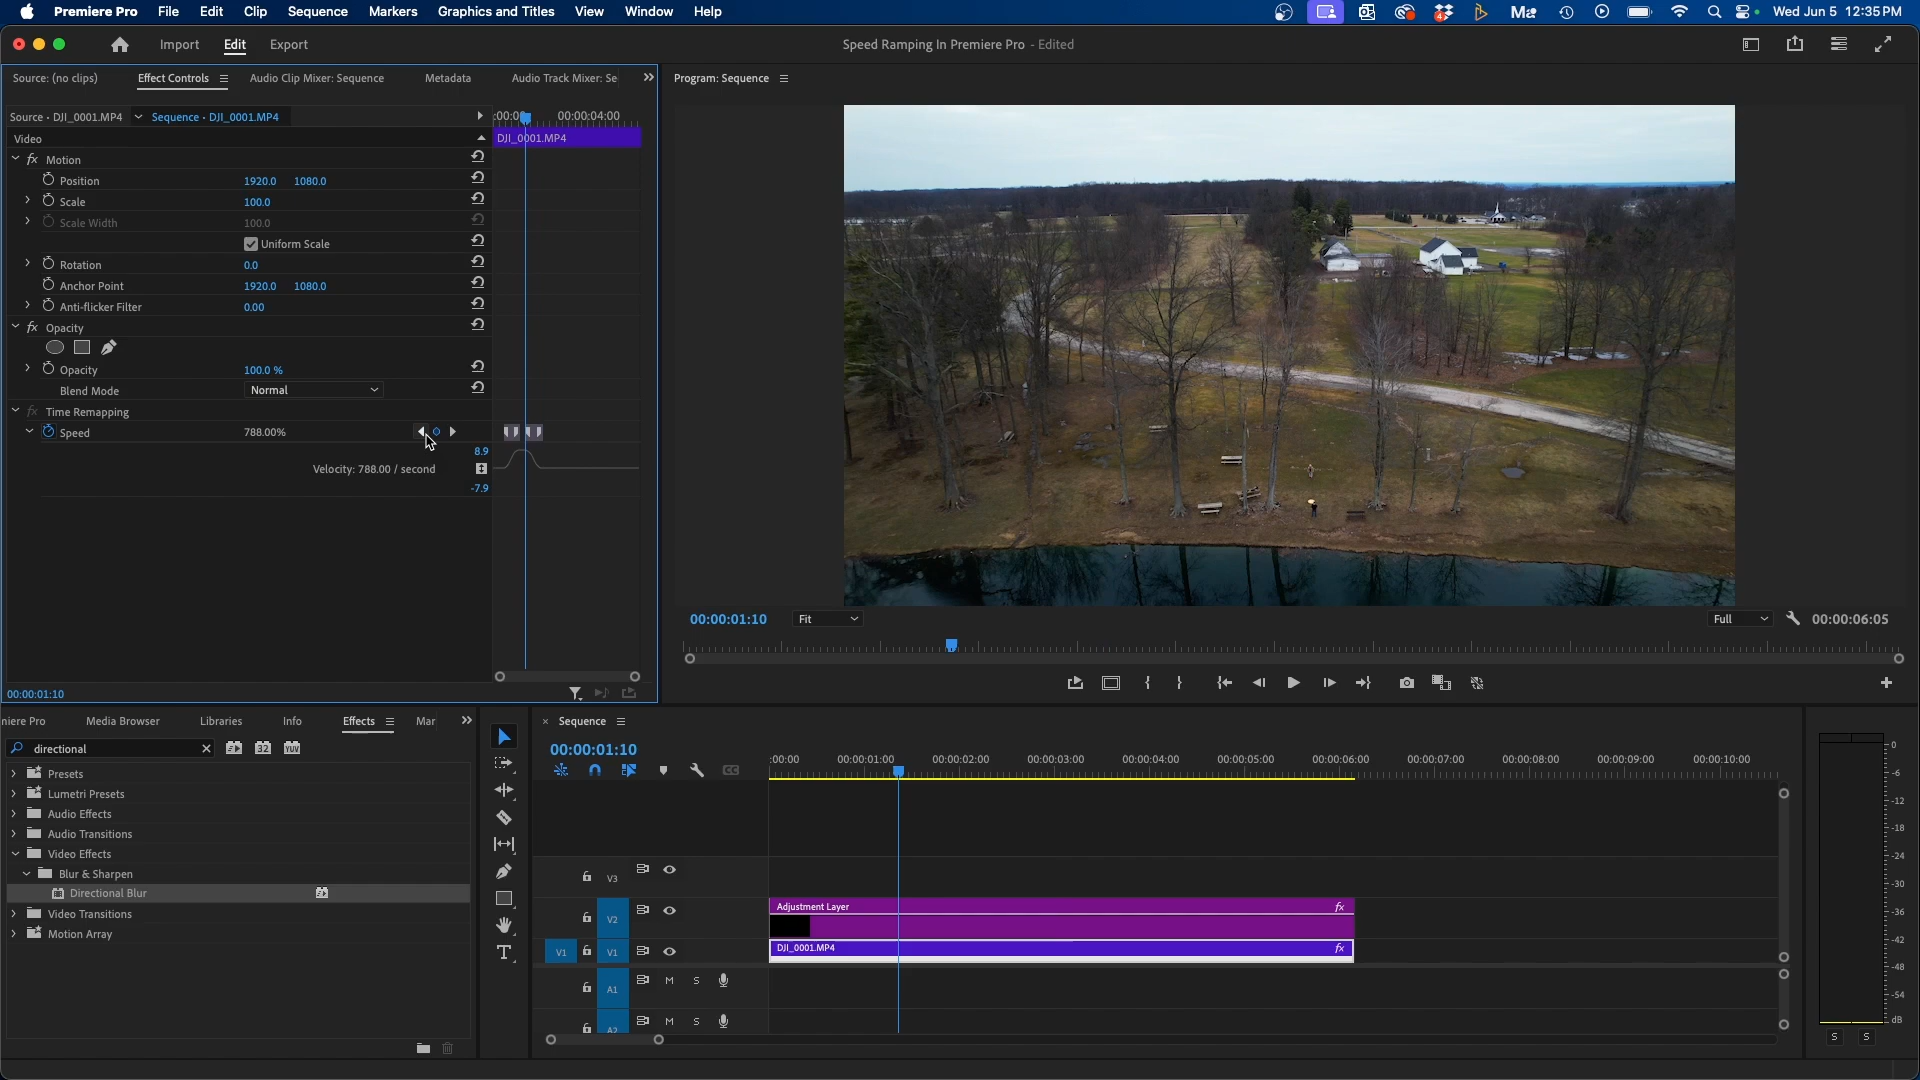 Premiere Pro File Edit Clip Sequence Markers Graphics and Titles View Window Help Wed Jun 5 12:35 PM
Import Edit Export Speed Ramping In Premiere Pro - Edited
Source: (no clips) Effect Controls Audio Clip Mixer: Sequence Metadata Audio Track Mixer: Se Program: Sequence
Source • DJI_0001.MP4 Sequence • DJI_0001.MP4 :00:00 00:00:04:00
Video DJI_0001.MP4
fx Motion
Position 1920.0 1080.0
Scale 100.0
Scale Width 100.0
Uniform Scale
Rotation 0.0
Anchor Point 1920.0 1080.0
Anti-flicker Filter 0.00
fx Opacity
Opacity 100.0 %
Blend Mode Normal
fx Time Remapping
Speed 788.00%
8.9
Velocity: 788.00 / second
-7.9
00:00:01:10 Fit Full 00:00:06:05
00:00:01:10
niere Pro Media Browser Libraries Info Effects Mar
directional 32 YUV
Presets
Lumetri Presets
Audio Effects
Audio Transitions
Video Effects
Blur & Sharpen
Directional Blur
Video Transitions
Motion Array
× Sequence
00:00:01:10
:00:00 00:00:01:00 00:00:02:00 00:00:03:00 00:00:04:00 00:00:05:00 00:00:06:00 00:00:07:00 00:00:08:00 00:00:09:00 00:00:10:00
V3
V2 Adjustment Layer fx
V1 V1 DJI_0001.MP4 fx
A1 M S
A2 M S
0
-6
-12
-18
-24
-30
-36
-42
-48
-54
dB
S S